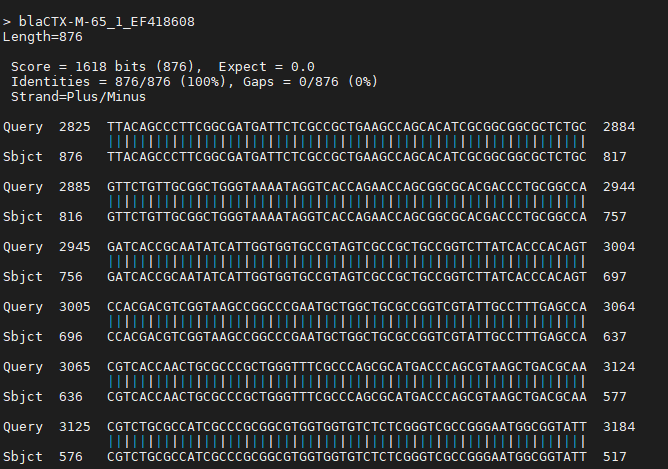 > blaCTX-M-65_1_EF418608
Length=876
Score = 1618 bits (876), Expect = 0.0
Identities = 876/876 (100%), Gaps = 0/876 (0%)
Strand=Plus/Minus
Query 2825 TTACAGCCCTTCGGCGATGATTCTCGCCGCTGAAGCCAGCACATCGCGGCGGCGCTCTGC 2884
||||||||||||||||||||||||||||||||||||||||||||||||||||||||||||
Sbjct 876 TTACAGCCCTTCGGCGATGATTCTCGCCGCTGAAGCCAGCACATCGCGGCGGCGCTCTGC 817
Query 2885 GTTCTGTTGCGGCTGGGTAAAATAGGTCACCAGAACCAGCGGCGCACGACCCTGCGGCCA 2944
||||||||||||||||||||||||||||||||||||||||||||||||||||||||||||
Sbjct 816 GTTCTGTTGCGGCTGGGTAAAATAGGTCACCAGAACCAGCGGCGCACGACCCTGCGGCCA 757
Query 2945 GATCACCGCAATATCATTGGTGGTGCCGTAGTCGCCGCTGCCGGTCTTATCACCCACAGT 3004
||||||||||||||||||||||||||||||||||||||||||||||||||||||||||||
Sbjct 756 GATCACCGCAATATCATTGGTGGTGCCGTAGTCGCCGCTGCCGGTCTTATCACCCACAGT 697
Query 3005 CCACGACGTCGGTAAGCCGGCCCGAATGCTGGCTGCGCCGGTCGTATTGCCTTTGAGCCA 3064
||||||||||||||||||||||||||||||||||||||||||||||||||||||||||||
Sbjct 696 CCACGACGTCGGTAAGCCGGCCCGAATGCTGGCTGCGCCGGTCGTATTGCCTTTGAGCCA 637
Query 3065 CGTCACCAACTGCGCCCGCTGGGTTTCGCCCAGCGCATGACCCAGCGTAAGCTGACGCAA 3124
||||||||||||||||||||||||||||||||||||||||||||||||||||||||||||
Sbjct 636 CGTCACCAACTGCGCCCGCTGGGTTTCGCCCAGCGCATGACCCAGCGTAAGCTGACGCAA 577
Query 3125 CGTCTGCGCCATCGCCCGCGGCGTGGTGGTGTCTCTCGGGTCGCCGGGAATGGCGGTATT 3184
||||||||||||||||||||||||||||||||||||||||||||||||||||||||||||
Sbjct 576 CGTCTGCGCCATCGCCCGCGGCGTGGTGGTGTCTCTCGGGTCGCCGGGAATGGCGGTATT 517